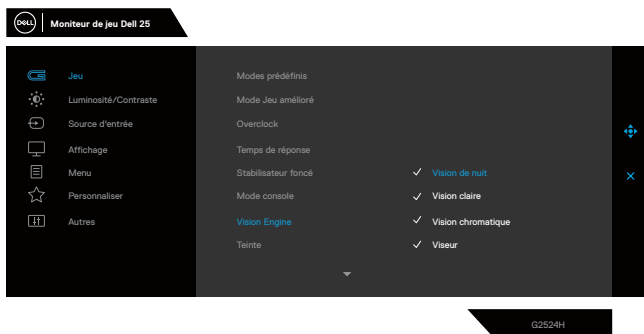 DELL
Moniteur de jeu Dell 25
Jeu
Luminosité/Contraste
Source d'entrée
Affichage
Menu
Personnaliser
Autres
Modes prédéfinis
Mode Jeu amélioré
Overclock
Temps de réponse
Stabilisateur foncé
Mode console
Vision Engine
Teinte
Vision de nuit
Vision claire
Vision chromatique
Viseur
G2524H